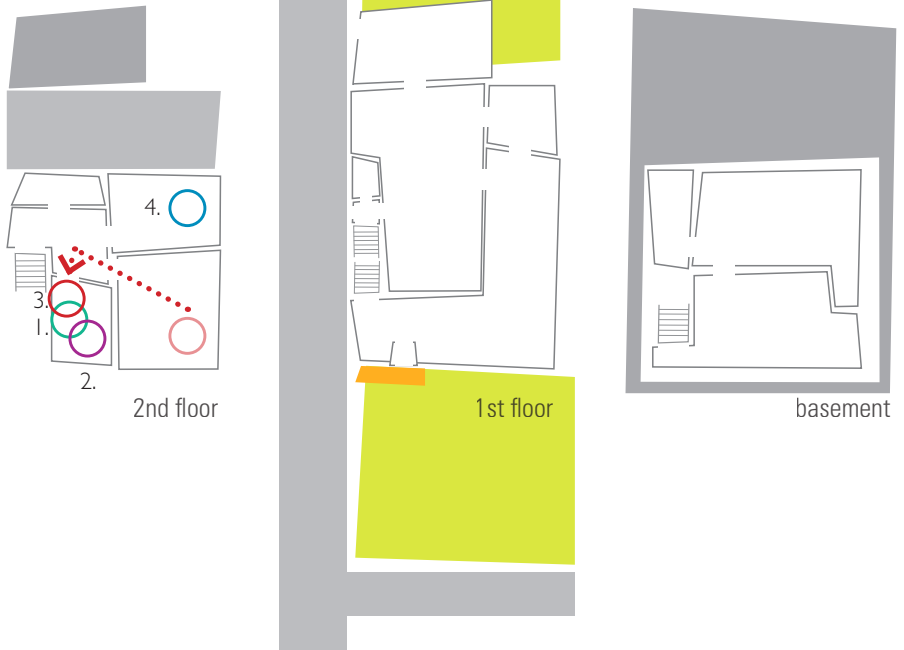 4.
3.
1.
2.
2nd floor
1st floor
basement